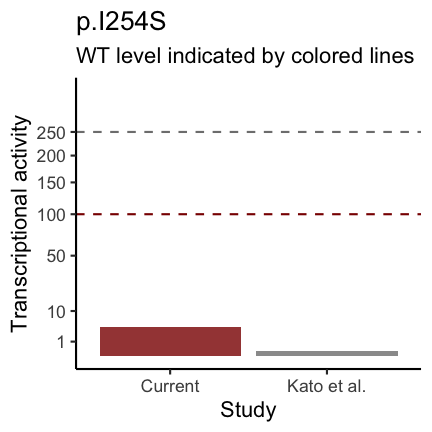 p.I254S
WT level indicated by colored lines
Transcriptional activity
250
200
150
100
50
10
1
Current
Kato et al.
Study